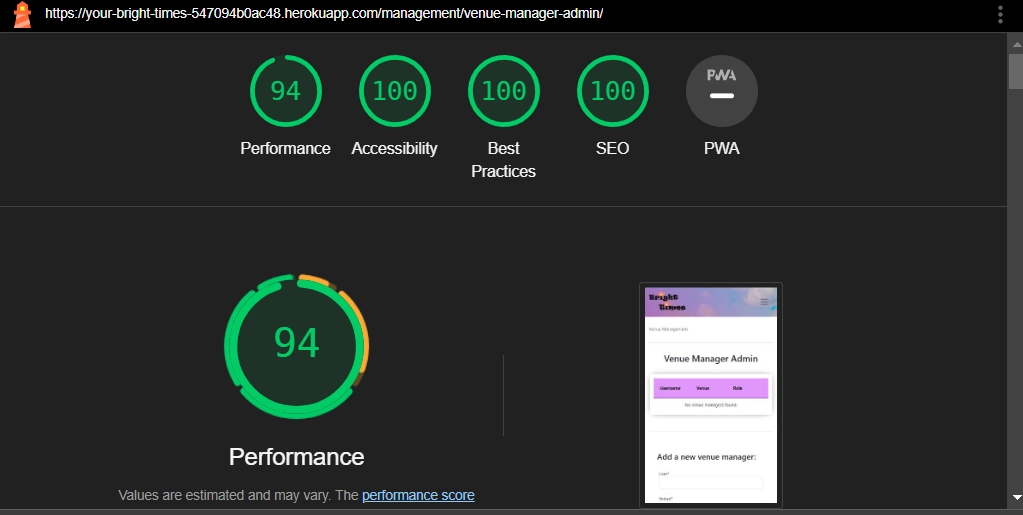 https://your-bright-times-547094b0ac48.herokuapp.com/management/venue-manager-admin/
94
100
100
100
PWA
Performance
Accessibility
Best
Practices
SEO
PWA
94
Performance
Values are estimated and may vary. The performance score
Bright
Times
Venue Management
Venue Manager Admin
Username Venue Role
No venue managers found.
Add a new venue manager:
User*
Venue*